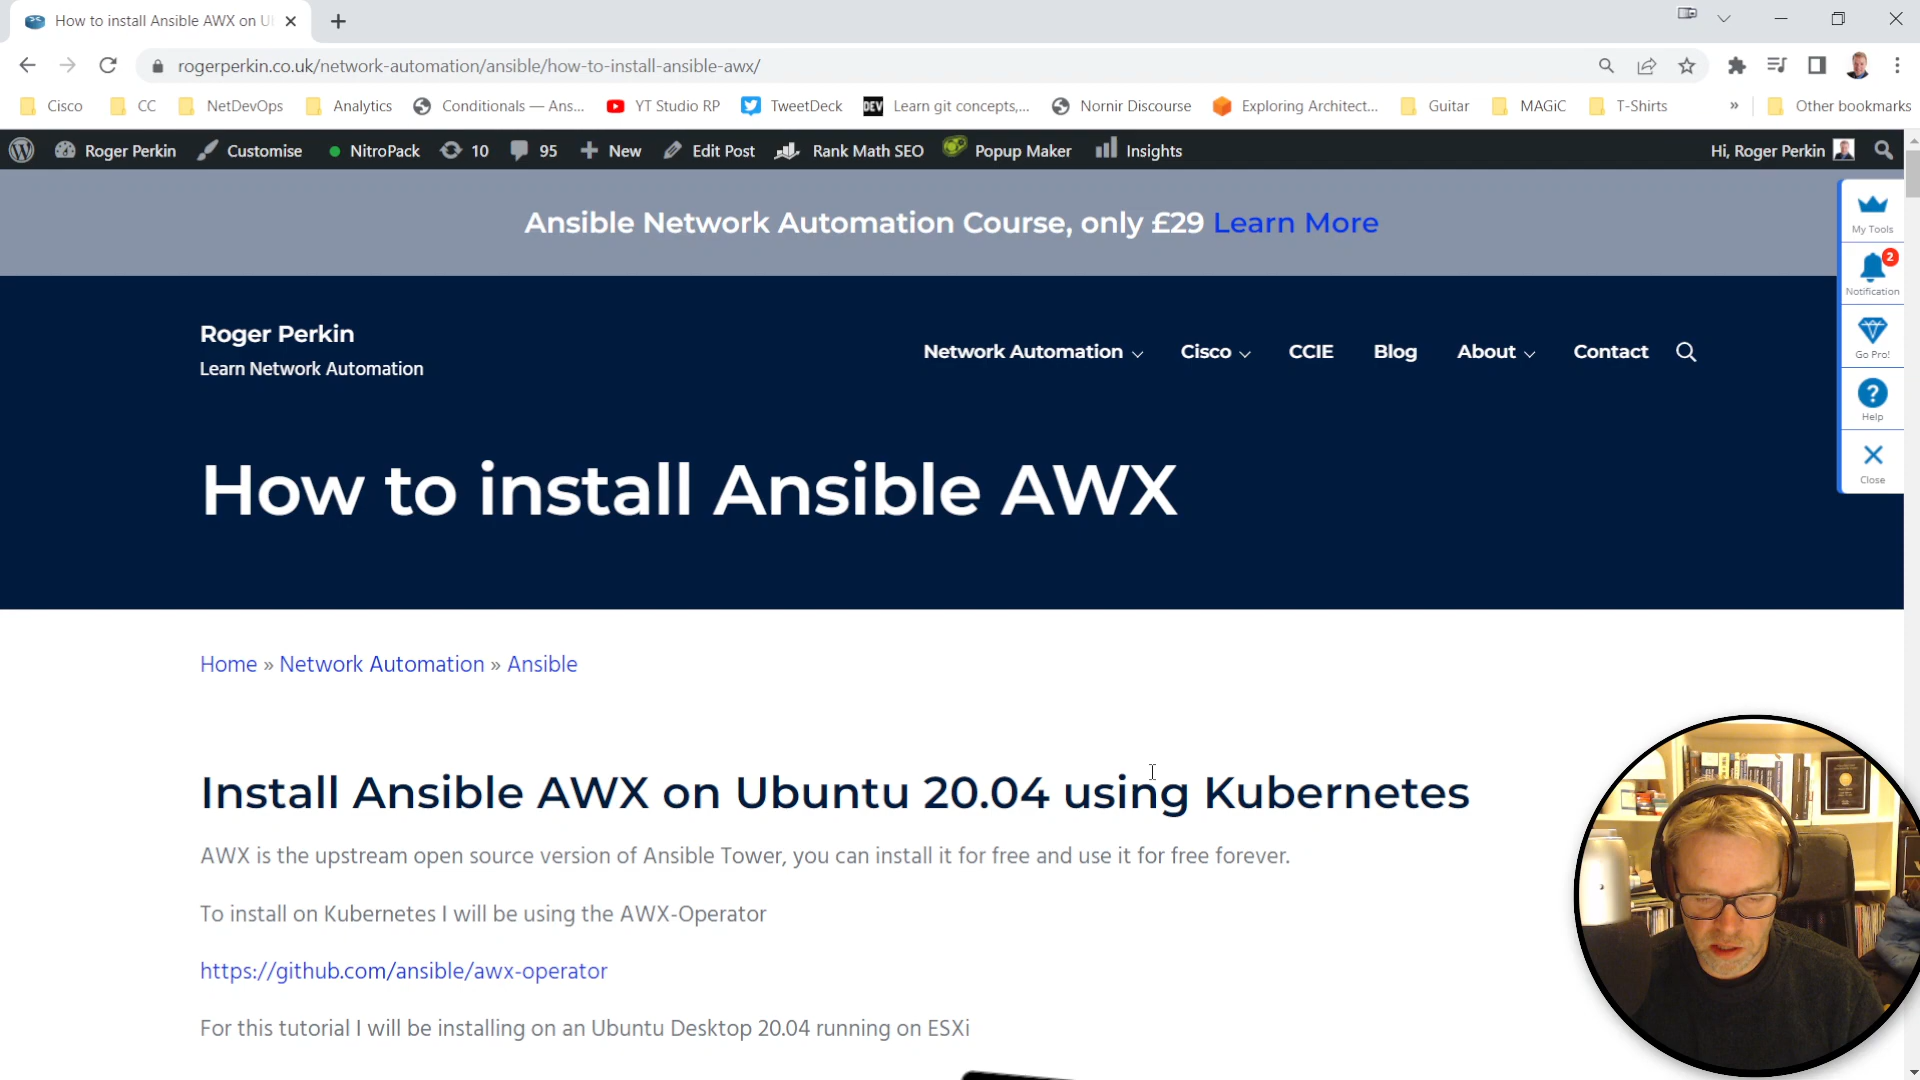 How to install Ansible AWX on U
rogerperkin.co.uk/network-automation/ansible/how-to-install-ansible-awx/
Cisco CC NetDevOps Analytics Conditionals — Ans... YT Studio RP TweetDeck DEV Learn git concepts,... Nornir Discourse Exploring Architect... Guitar MAGiC T-Shirts » Other bookmarks
Roger Perkin Customise NitroPack 10 95 New Edit Post Rank Math SEO Popup Maker Insights Hi, Roger Perkin
Ansible Network Automation Course, only £29 Learn More
My Tools
2
Notification
Go Pro!
Help
Close
Roger Perkin
Learn Network Automation
Network Automation Cisco CCIE Blog About Contact
How to install Ansible AWX
Home » Network Automation » Ansible
Install Ansible AWX on Ubuntu 20.04 using Kubernetes
AWX is the upstream open source version of Ansible Tower, you can install it for free and use it for free forever.
To install on Kubernetes I will be using the AWX-Operator
https://github.com/ansible/awx-operator
For this tutorial I will be installing on an Ubuntu Desktop 20.04 running on ESXi